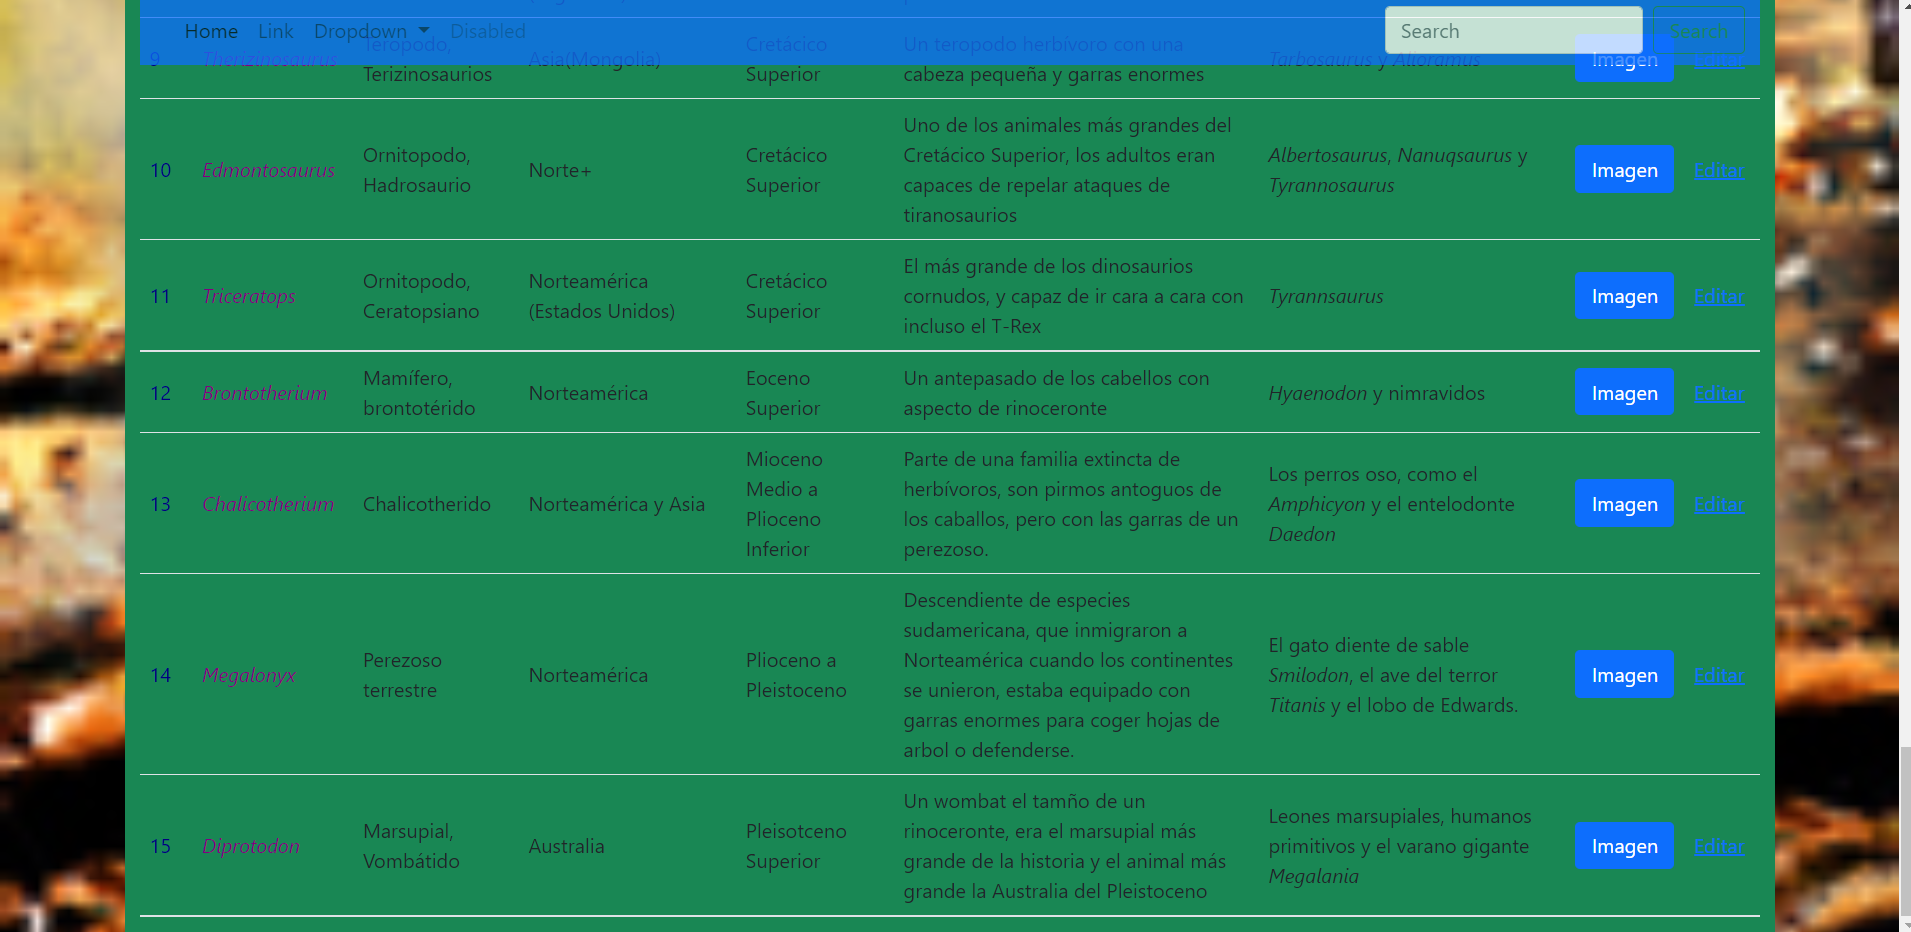 Home Link Dropdown Disabled Search Search
9 Therizinosaurus Teropodo, Terizinosaurios Asia(Mongolia) Cretácico Superior Un teropodo herbívoro con una cabeza pequeña y garras enormes Tarbosaurus y Alioramus Imagen Editar
10 Edmontosaurus Ornitopodo, Hadrosaurio Norte+ Cretácico Superior Uno de los animales más grandes del Cretácico Superior, los adultos eran capaces de repelar ataques de tiranosaurios Albertosaurus, Nanuqsaurus y Tyrannosaurus Imagen Editar
11 Triceratops Ornitopodo, Ceratopsiano Norteamérica (Estados Unidos) Cretácico Superior El más grande de los dinosaurios cornudos, y capaz de ir cara a cara con incluso el T-Rex Tyrannsaurus Imagen Editar
12 Brontotherium Mamífero, brontotérido Norteamérica Eoceno Superior Un antepasado de los cabellos con aspecto de rinoceronte Hyaenodon y nimravidos Imagen Editar
13 Chalicotherium Chalicotherido Norteamérica y Asia Mioceno Medio a Plioceno Inferior Parte de una familia extincta de herbívoros, son pirmos antoguos de los caballos, pero con las garras de un perezoso. Los perros oso, como el Amphicyon y el entelodonte Daedon Imagen Editar
14 Megalonyx Perezoso terrestre Norteamérica Plioceno a Pleistoceno Descendiente de especies sudamericana, que inmigraron a Norteamérica cuando los continentes se unieron, estaba equipado con garras enormes para coger hojas de arbol o defenderse. El gato diente de sable Smilodon, el ave del terror Titanis y el lobo de Edwards. Imagen Editar
15 Diprotodon Marsupial, Vombátido Australia Pleisotceno Superior Un wombat el tamño de un rinoceronte, era el marsupial más grande de la historia y el animal más grande la Australia del Pleistoceno Leones marsupiales, humanos primitivos y el varano gigante Megalania Imagen Editar